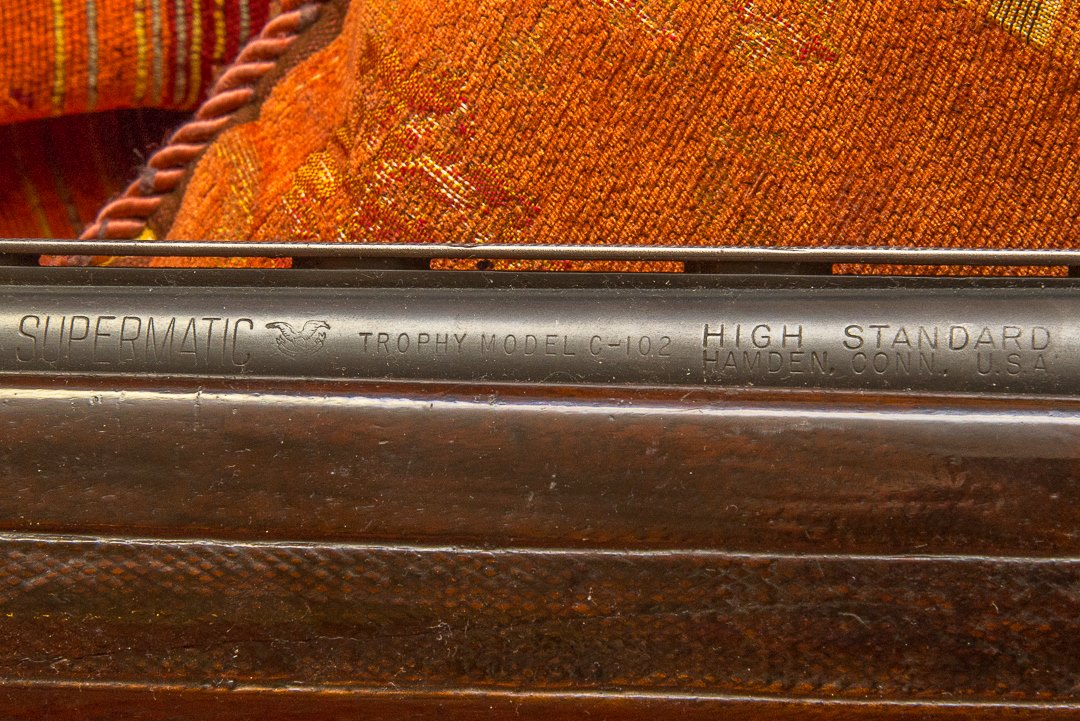 SUPERMATIC TROPHY MODEL C-102 HIGH STANDARD
HAMDEN, CONN., U.S.A